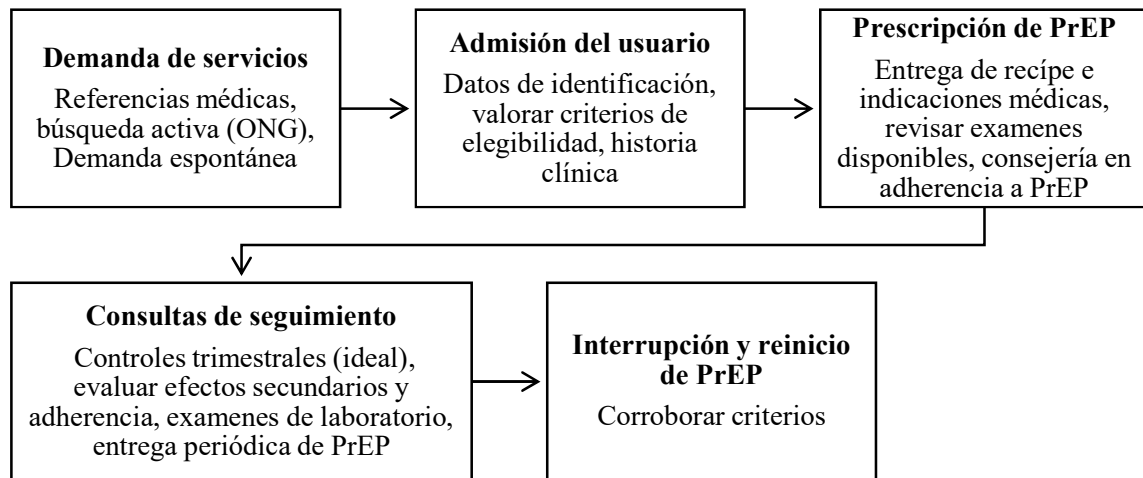 Demanda de servicios
Referencias médicas,
búsqueda activa (ONG),
Demanda espontánea
Admisión del usuario
Datos de identificación,
valorar criterios de
elegibilidad, historia
clínica
Prescripción de PrEP
Entrega de recípe e
indicaciones médicas,
revisar examenes
disponibles, consejería en
adherencia a PrEP
Consultas de seguimiento
Controles trimestrales (ideal),
evaluar efectos secundarios y
adherencia, examenes de laboratorio,
entrega periódica de PrEP
Interrupción y reinicio
de PrEP
Corroborar criterios